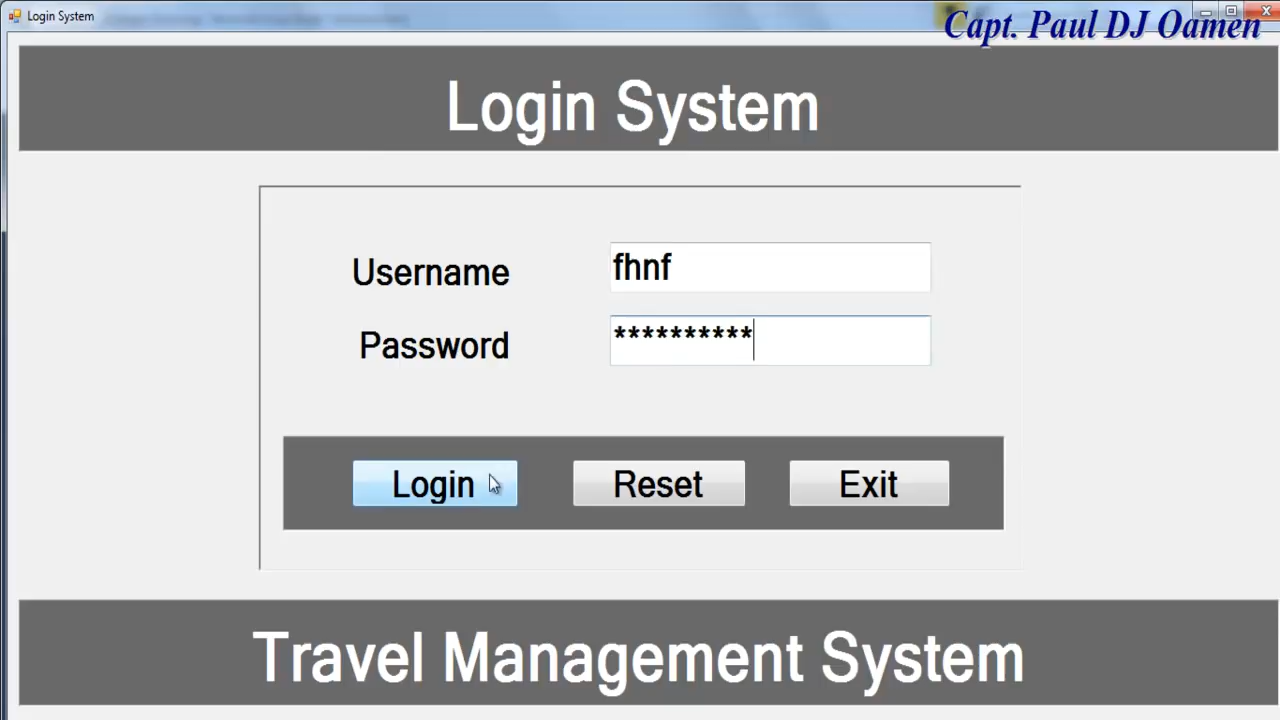 Login System
Capt. Paul DJ Oamen
Login System
Username
fhnf
Password
**********
Login
Reset
Exit
Travel Management System